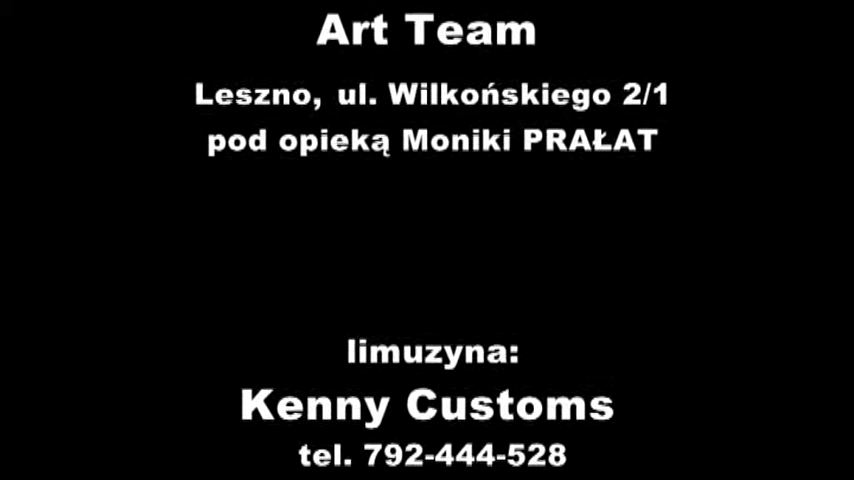 Art Team
Leszno, ul. Wilkońskiego 2/1
pod opieką Moniki PRAŁAT
limuzyna:
Kenny Customs
tel. 792-444-528